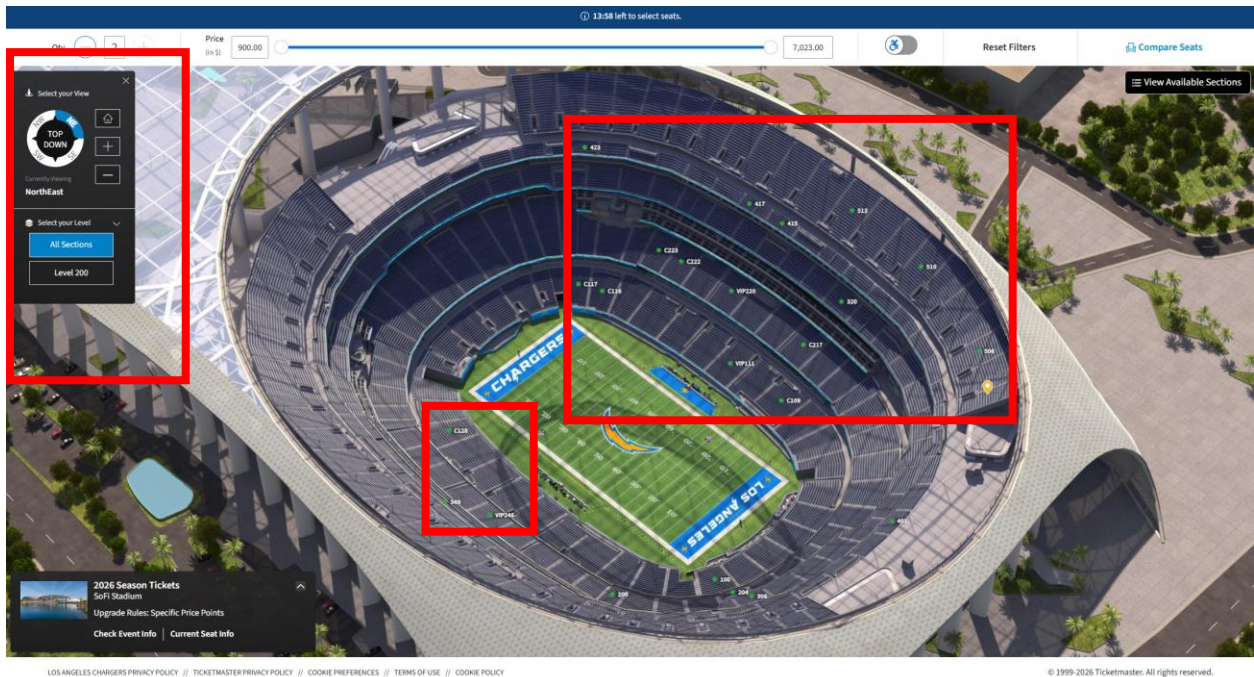 13:58 left to select seats.
Qty
2
Price
(in $)
900.00
7,023.00
Reset Filters
Compare Seats
View Available Sections
Select your View
NW
NE
TOP
DOWN
SW
SE
Currently Viewing
NorthEast
Select your Level
All Sections
Level 200
423
417
415
513
510
C223
C222
VIP220
320
C117
C116
C217
506
VIP111
C109
C128
349
VIP246
100
204
306
CHARGERS
LOS ANGELES
2026 Season Tickets
SoFi Stadium
Upgrade Rules: Specific Price Points
Check Event Info | Current Seat Info
LOS ANGELES CHARGERS PRIVACY POLICY // TICKETMASTER PRIVACY POLICY // COOKIE PREFERENCES // TERMS OF USE // COOKIE POLICY
© 1999-2026 Ticketmaster. All rights reserved.